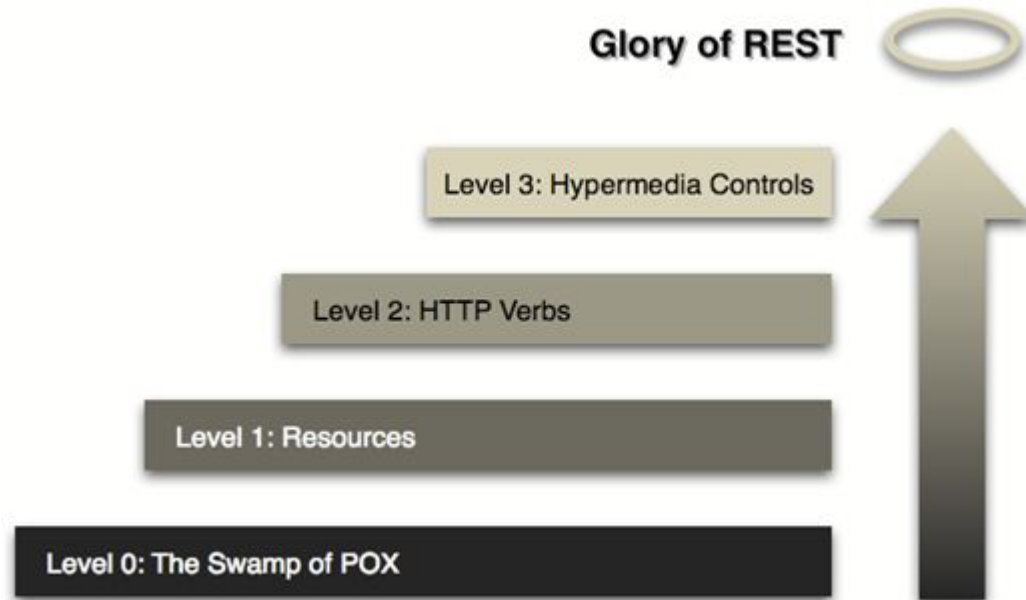 Glory of REST
Level 3: Hypermedia Controls
Level 2: HTTP Verbs
Level 1: Resources
Level 0: The Swamp of POX